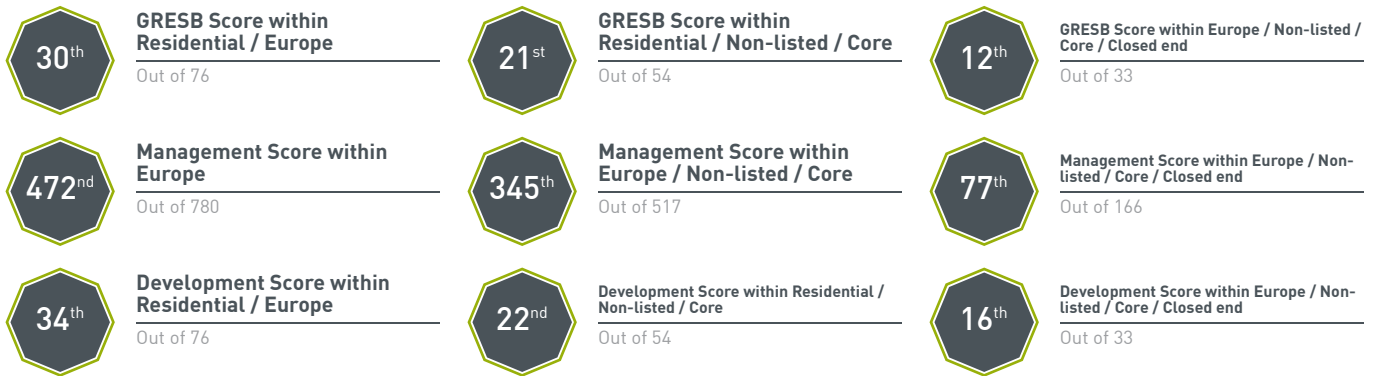 30th
GRESB Score within
Residential / Europe
Out of 76
21st
GRESB Score within
Residential / Non-listed / Core
Out of 54
12th
GRESB Score within Europe / Non-listed /
Core / Closed end
Out of 33
472nd
Management Score within
Europe
Out of 780
345th
Management Score within
Europe / Non-listed / Core
Out of 517
77th
Management Score within Europe / Non-
listed / Core / Closed end
Out of 166
34th
Development Score within
Residential / Europe
Out of 76
22nd
Development Score within Residential /
Non-listed / Core
Out of 54
16th
Development Score within Europe / Non-
listed / Core / Closed end
Out of 33